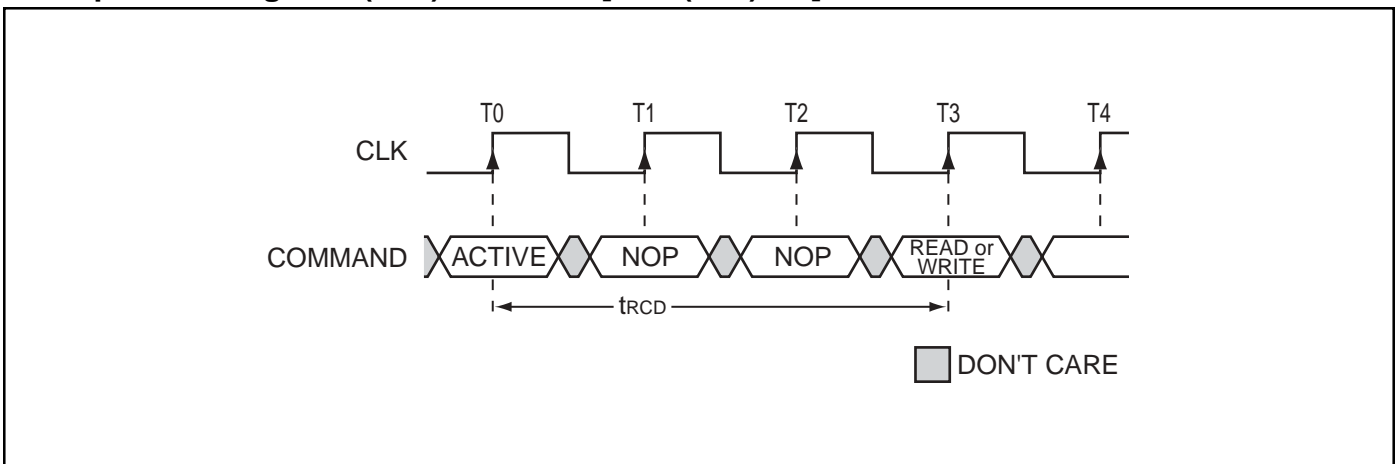 T0 T1 T2 T3 T4
CLK
COMMAND ACTIVE NOP NOP READ or
WRITE
tRCD
DON'T CARE